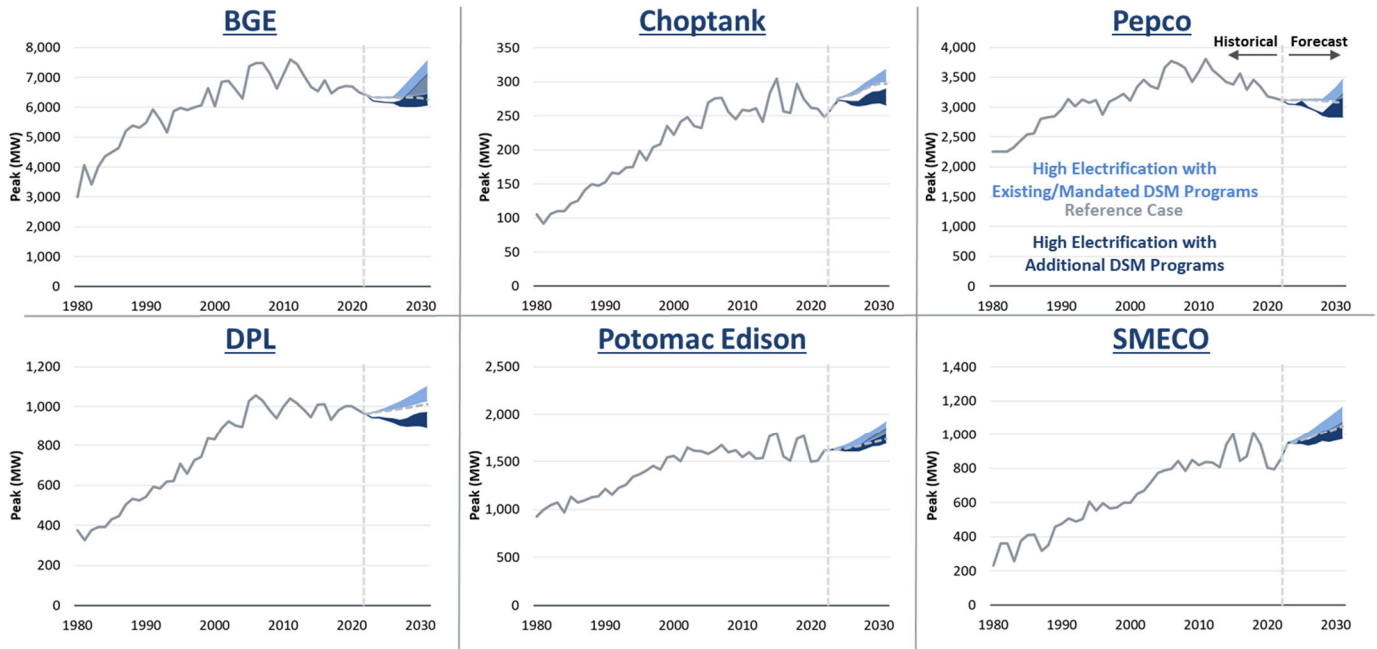 BGE
Peak (MW)
8,000
7,000
6,000
5,000
4,000
3,000
2,000
1,000
0
1980 1990 2000 2010 2020 2030
Choptank
Peak (MW)
350
300
250
200
150
100
50
0
1980 1990 2000 2010 2020 2030
Pepco
Historical Forecast
Peak (MW)
4,000
3,500
3,000
2,500
2,000
1,500
1,000
500
0
High Electrification with
Existing/Mandated DSM Programs
Reference Case
High Electrification with
Additional DSM Programs
1980 1990 2000 2010 2020 2030
DPL
Peak (MW)
1,200
1,000
800
600
400
200
0
1980 1990 2000 2010 2020 2030
Potomac Edison
Peak (MW)
2,500
2,000
1,500
1,000
500
0
1980 1990 2000 2010 2020 2030
SMECO
Peak (MW)
1,400
1,200
1,000
800
600
400
200
0
1980 1990 2000 2010 2020 2030